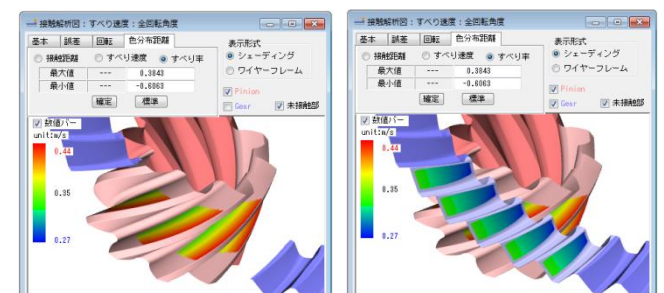 接触解析図：すべり速度：全回転角度
基本 誤差 回転 色分布距離
接触距離 すべり速度 すべり率
最大値 --- 0.3843
最小値 --- -0.6863
確定 標準
表示形式
シェーディング
ワイヤーフレーム
Pinion
Gear 未接触部
数値バー
unit:m/s
0.44
0.35
0.27
接触解析図：すべり速度：全回転角度
基本 誤差 回転 色分布距離
接触距離 すべり速度 すべり率
最大値 --- 0.3843
最小値 --- -0.6863
確定 標準
表示形式
シェーディング
ワイヤーフレーム
Pinion
Gear 未接触部
数値バー
unit:m/s
0.44
0.35
0.27